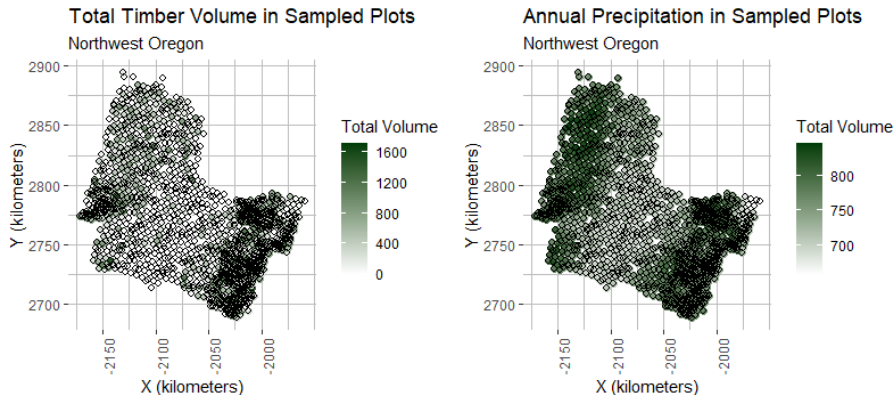 Total Timber Volume in Sampled Plots
Northwest Oregon
2900
2850
2800
2750
2700
Y (kilometers)
-2150
-2100
-2050
-2000
X (kilometers)
Total Volume
1600
1200
800
400
0
Annual Precipitation in Sampled Plots
Northwest Oregon
2900
2850
2800
2750
2700
Y (kilometers)
-2150
-2100
-2050
-2000
X (kilometers)
Total Volume
800
750
700